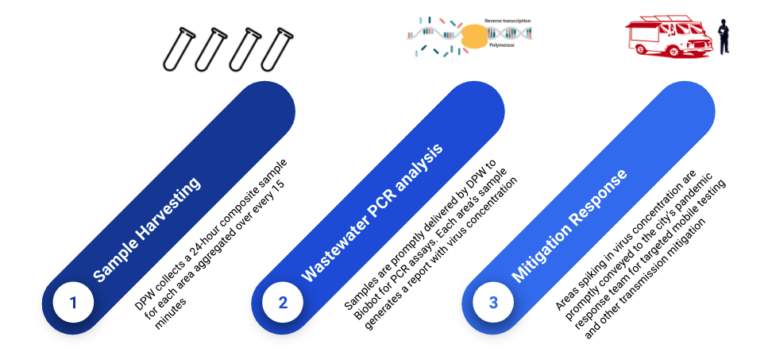 Reverse transcription
Polymerase
1
Sample Harvesting
DPW collects a 24-hour composite sample
for each area aggregated over every 15
minutes
2
Wastewater PCR analysis
Samples are promptly delivered by DPW to
Biobot for PCR assays. Each area's sample
generates a report with virus concentration
3
Mitigation Response
Areas spiking in virus concentration are
promptly conveyed to the city's pandemic
response team for targeted mobile testing
and other transmission mitigation